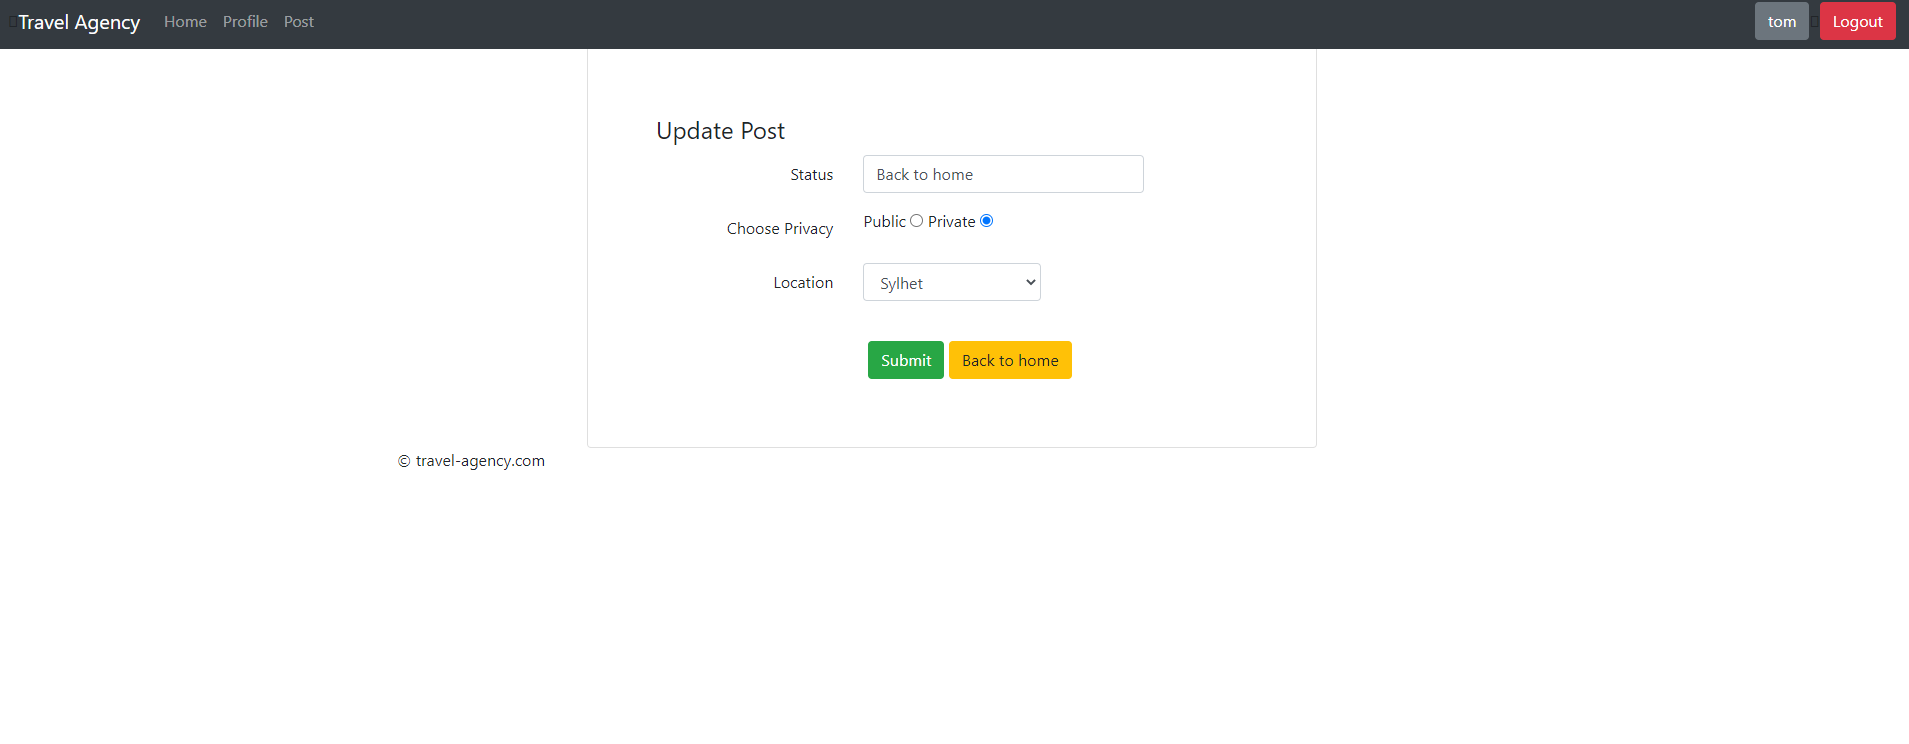 Travel Agency Home Profile Post tom Logout
Update Post
Status Back to home
Choose Privacy Public Private
Location Sylhet
Submit Back to home
© travel-agency.com